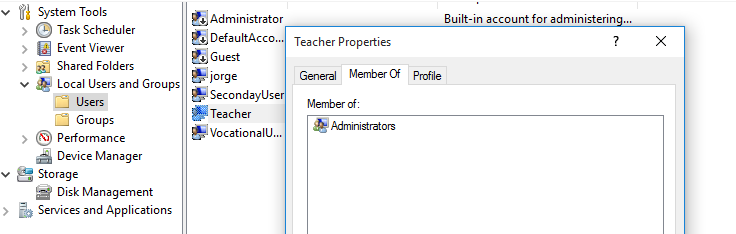 System Tools
Task Scheduler
Event Viewer
Shared Folders
Local Users and Groups
Users
Groups
Performance
Device Manager
Storage
Disk Management
Services and Applications
Administrator
Built-in account for administering...
DefaultAcco...
Guest
jorge
SecondayUser
Teacher
VocationalU...
Teacher Properties
?
General
Member Of
Profile
Member of:
Administrators